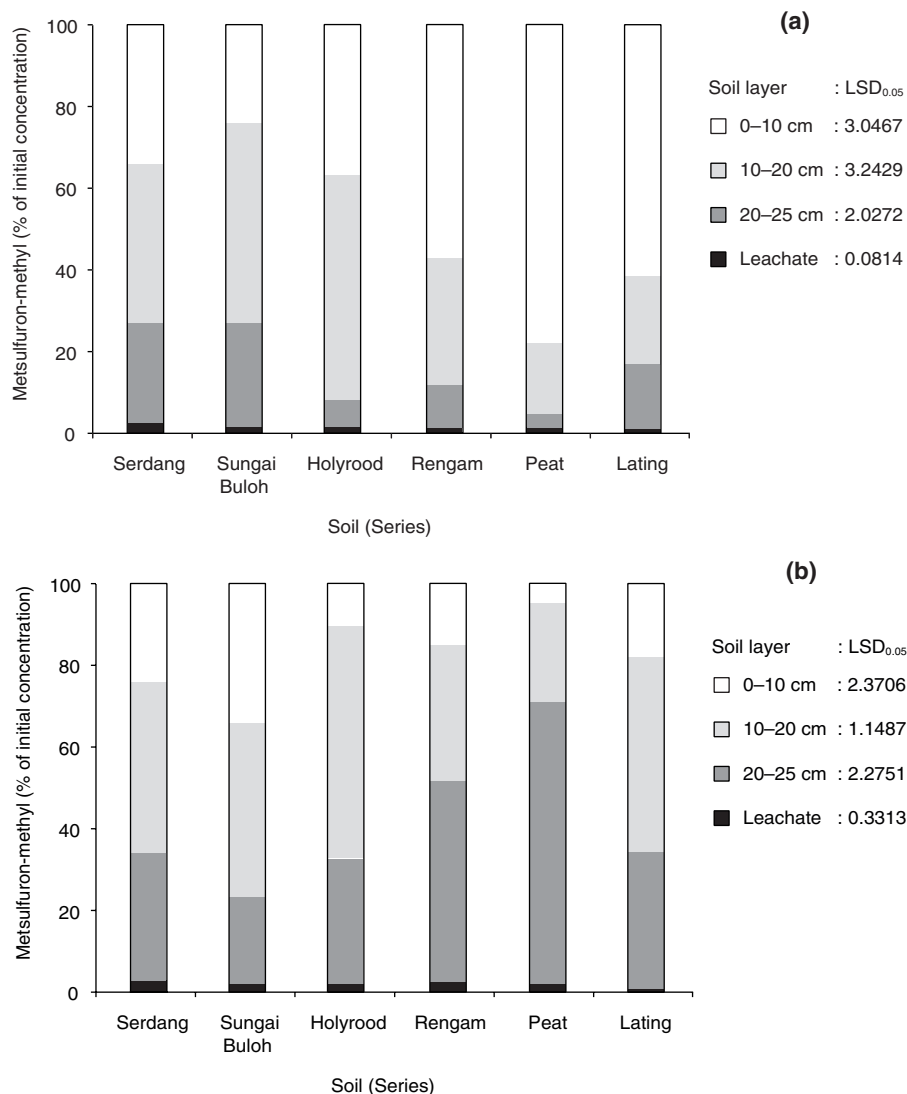 (a)
Metsulfuron-methyl (% of initial concentration)
100
80
60
40
20
0
Serdang
Sungai
Buloh
Holyrood
Rengam
Peat
Lating
Soil (Series)
Soil layer : LSD0.05
0–10 cm : 3.0467
10–20 cm : 3.2429
20–25 cm : 2.0272
Leachate : 0.0814
(b)
Metsulfuron-methyl (% of initial concentration)
100
80
60
40
20
0
Serdang
Sungai
Buloh
Holyrood
Rengam
Peat
Lating
Soil (Series)
Soil layer : LSD0.05
0–10 cm : 2.3706
10–20 cm : 1.1487
20–25 cm : 2.2751
Leachate : 0.3313